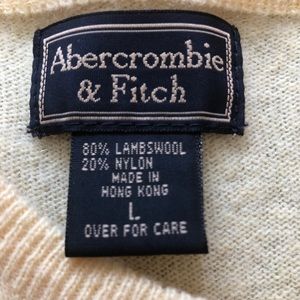 Abercrombie
& Fitch
80% LAMBSWOOL
20% NYLON
MADE IN
HONG KONG
L
OVER FOR CARE